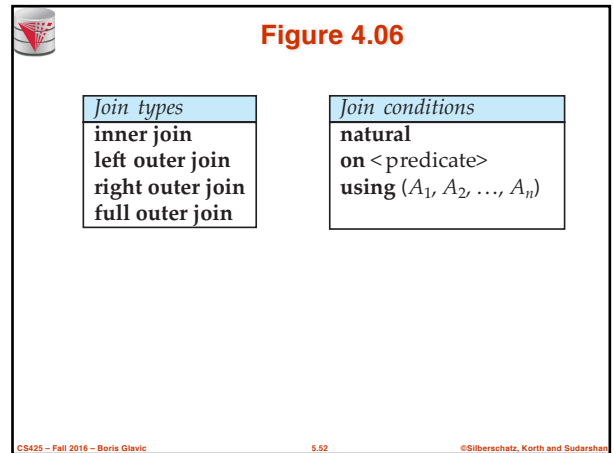 Figure 4.06
Join types
inner join
left outer join
right outer join
full outer join
Join conditions
natural
on < predicate>
using (A1, A2, …, An)
CS425 – Fall 2016 – Boris Glavic
5.52
©Silberschatz, Korth and Sudarshan